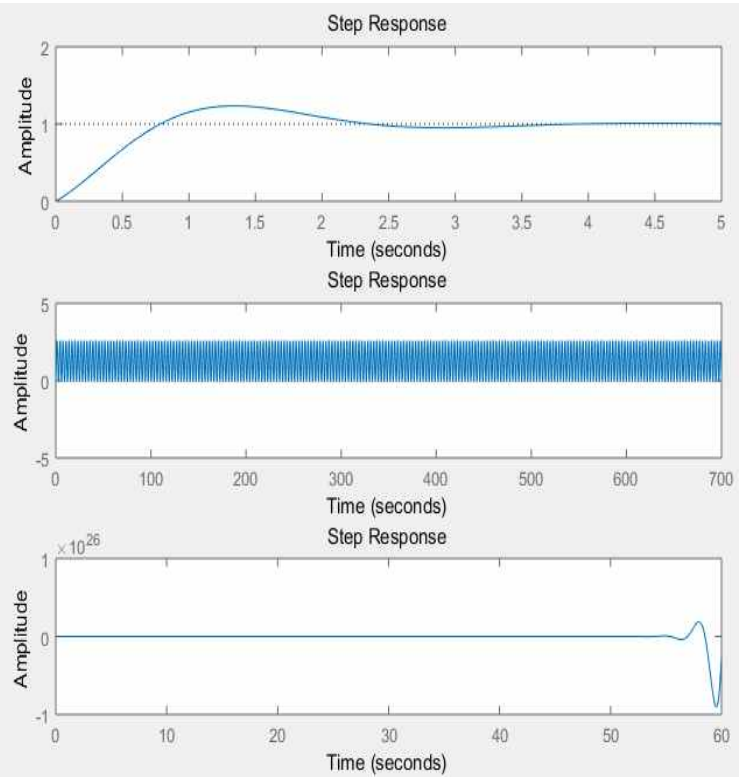 Step Response
2
1
0
Amplitude
0 0.5 1 1.5 2 2.5 3 3.5 4 4.5 5
Time (seconds)
Step Response
5
0
-5
Amplitude
0 100 200 300 400 500 600 700
Time (seconds)
Step Response
×10^26
1
0
-1
Amplitude
0 10 20 30 40 50 60
Time (seconds)